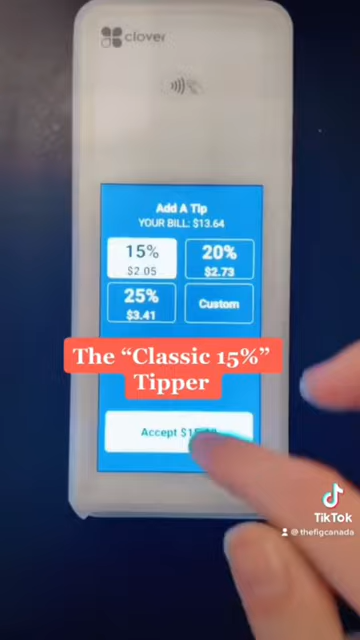 clover
Add A Tip
YOUR BILL: $13.64
15%
$2.05
20%
$2.73
25%
$3.41
Custom
The “Classic 15%”
Tipper
Accept
TikTok
@thefigcanada